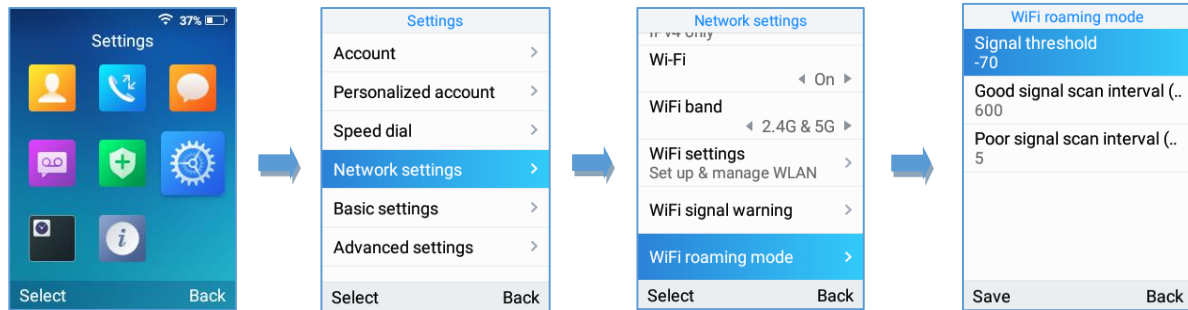 37%
Settings
Select Back
Settings
Account
Personalized account
Speed dial
Network settings
Basic settings
Advanced settings
Select Back
Network settings
IPv4 only
Wi-Fi
On
WiFi band
2.4G & 5G
WiFi settings
Set up & manage WLAN
WiFi signal warning
WiFi roaming mode
Select Back
WiFi roaming mode
Signal threshold
-70
Good signal scan interval (..
600
Poor signal scan interval (..
5
Save Back